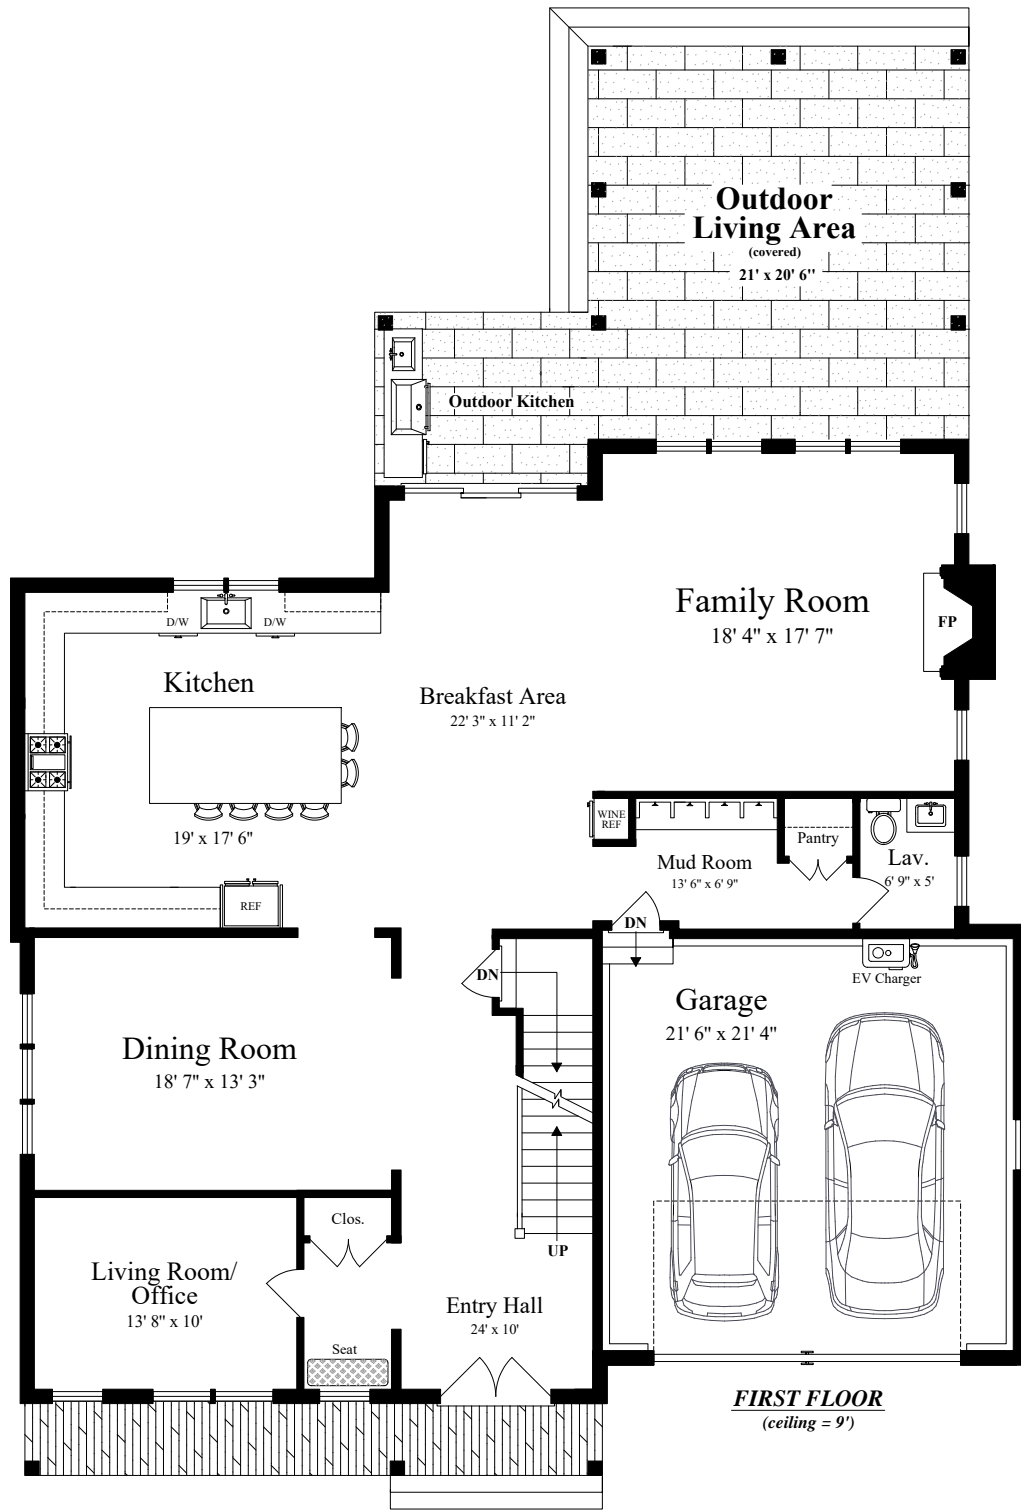 Outdoor
Living Area
(covered)
21' x 20' 6"
Outdoor Kitchen
Family Room
18' 4" x 17' 7"
FP
D/W
D/W
Kitchen
Breakfast Area
22' 3" x 11' 2"
19' x 17' 6"
WINE
REF
Pantry
Mud Room
13' 6" x 6' 9"
Lav.
6' 9" x 5'
REF
DN
DN
EV Charger
Garage
21' 6" x 21' 4"
Dining Room
18' 7" x 13' 3"
Clos.
UP
Living Room/
Office
13' 8" x 10'
Entry Hall
24' x 10'
Seat
FIRST FLOOR
(ceiling = 9')